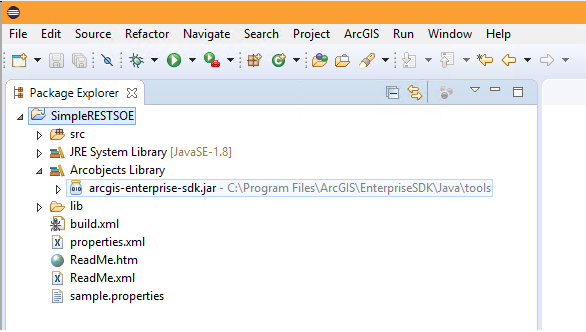 File Edit Source Refactor Navigate Search Project ArcGIS Run Window Help
Package Explorer
SimpleRESTSOE
src
JRE System Library [JavaSE-1.8]
Arcobjects Library
arcgis-enterprise-sdk.jar - C:\Program Files\ArcGIS\EnterpriseSDK\Java\tools
lib
build.xml
properties.xml
ReadMe.htm
ReadMe.xml
sample.properties